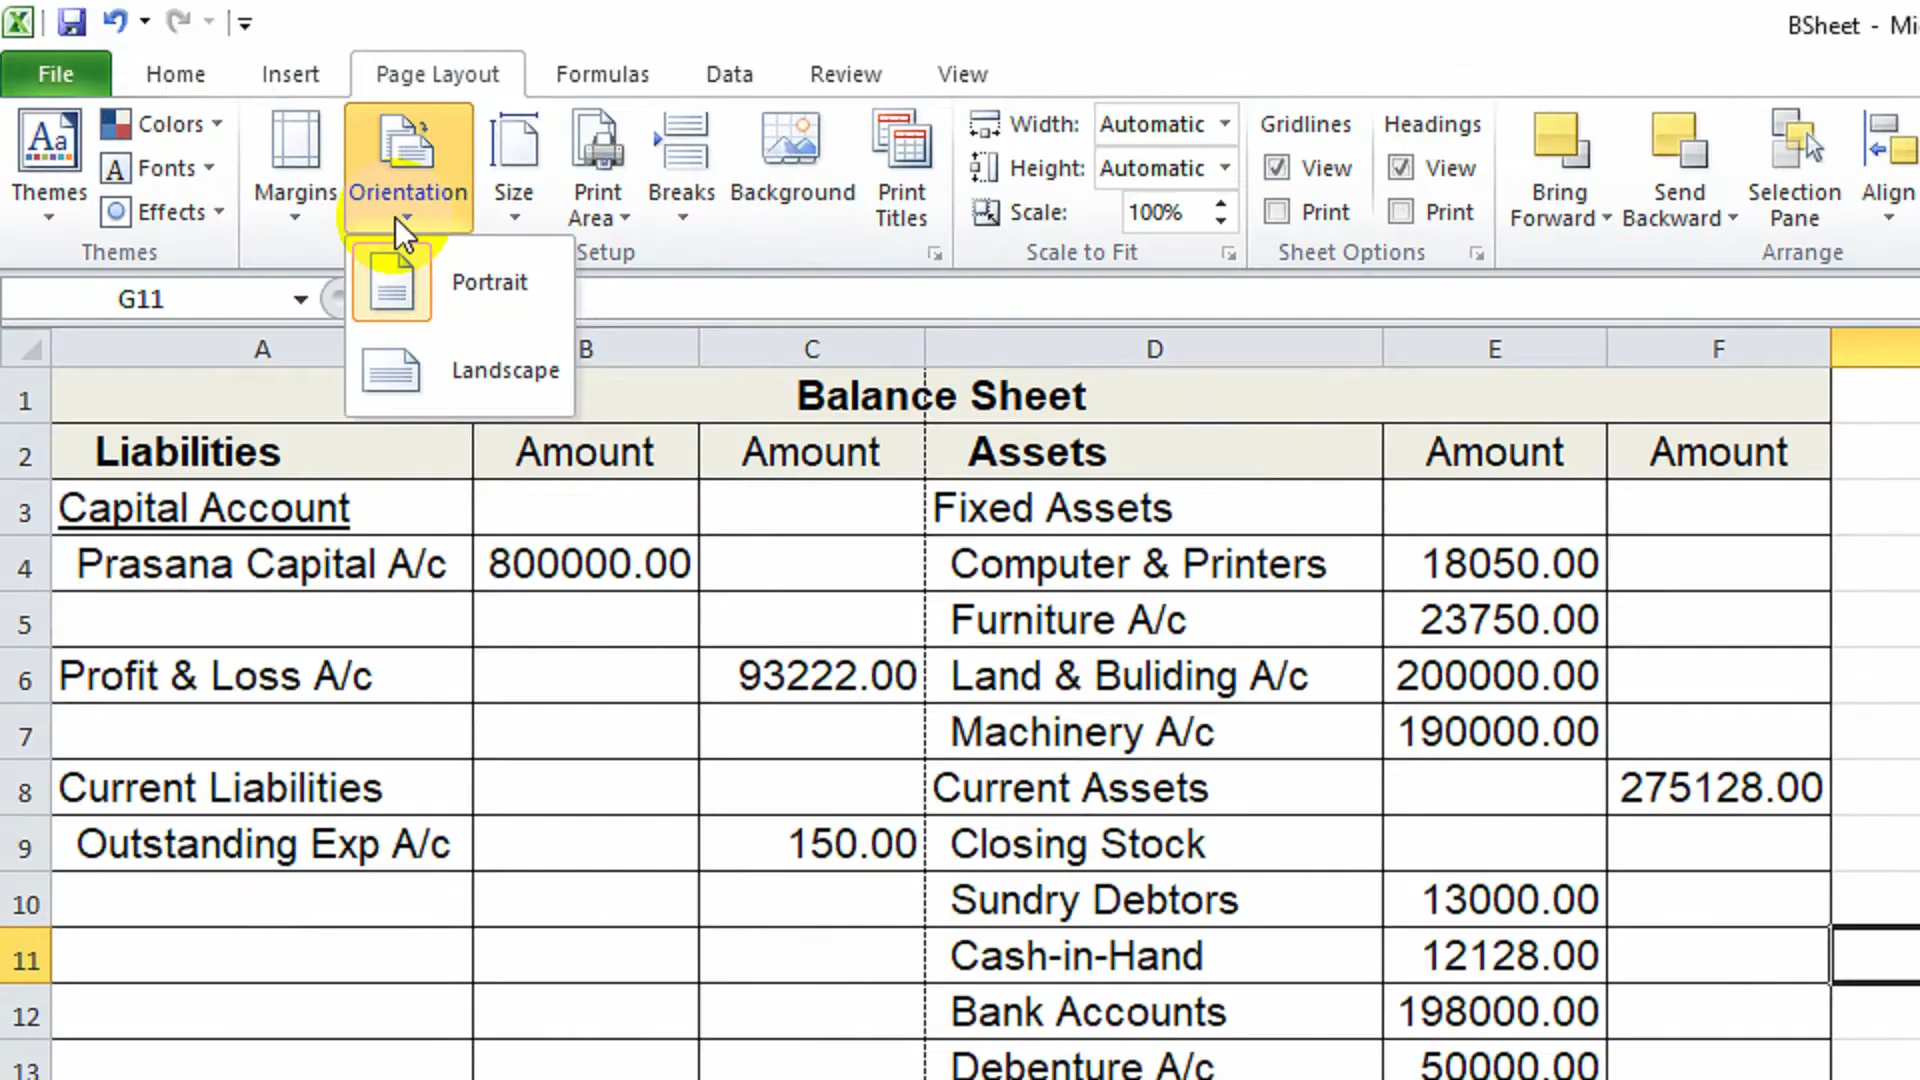 BSheet - Mi
File Home Insert Page Layout Formulas Data Review View
Aa Colors Width: Automatic Gridlines Headings
A Fonts Height: Automatic View View
Themes Margins Orientation Size Print Area Breaks Background Print Titles Bring Forward Send Backward Selection Pane Align
Effects Scale: 100% Print Print
Themes Setup Scale to Fit Sheet Options Arrange
G11 Portrait
Landscape
A B C D E F
1 Balance Sheet
2 Liabilities Amount Amount Assets Amount Amount
3 Capital Account Fixed Assets
4 Prasana Capital A/c 800000.00 Computer & Printers 18050.00
5 Furniture A/c 23750.00
6 Profit & Loss A/c 93222.00 Land & Buliding A/c 200000.00
7 Machinery A/c 190000.00
8 Current Liabilities Current Assets 275128.00
9 Outstanding Exp A/c 150.00 Closing Stock
10 Sundry Debtors 13000.00
11 Cash-in-Hand 12128.00
12 Bank Accounts 198000.00
13 Debenture A/c 50000.00